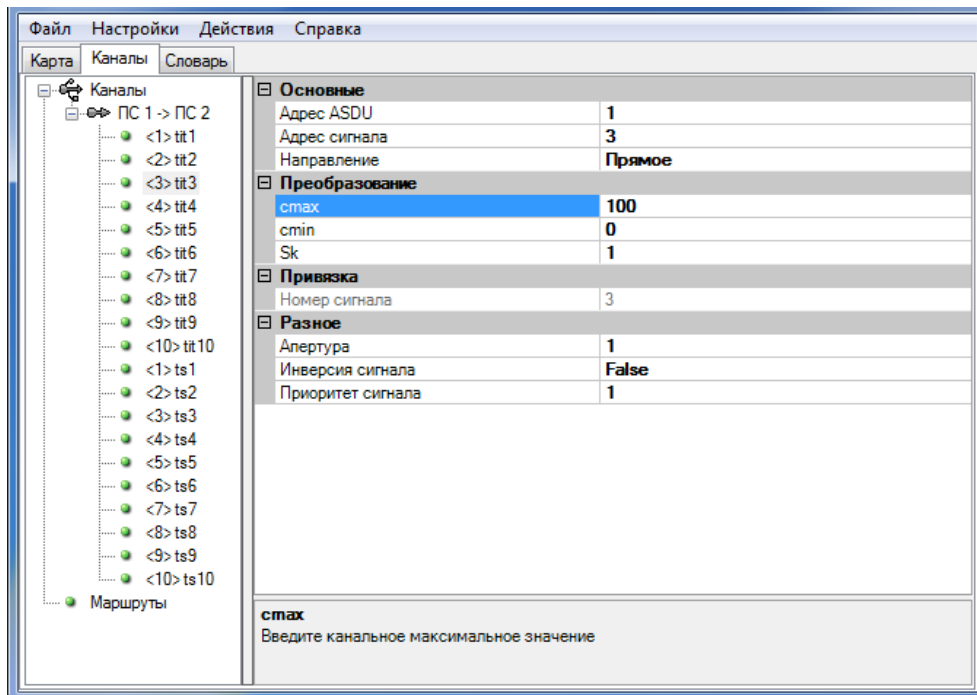 Файл Настройки Действия Справка
Карта Каналы Словарь
Каналы
ПС 1 -> ПС 2
<1> tit1
<2> tit2
<3> tit3
<4> tit4
<5> tit5
<6> tit6
<7> tit7
<8> tit8
<9> tit9
<10> tit10
<1> ts1
<2> ts2
<3> ts3
<4> ts4
<5> ts5
<6> ts6
<7> ts7
<8> ts8
<9> ts9
<10> ts10
Маршруты
Основные
Адрес ASDU 1
Адрес сигнала 3
Направление Прямое
Преобразование
cmax 100
cmin 0
Sk 1
Привязка
Номер сигнала 3
Разное
Апертура 1
Инверсия сигнала False
Приоритет сигнала 1
cmax
Введите канальное максимальное значение